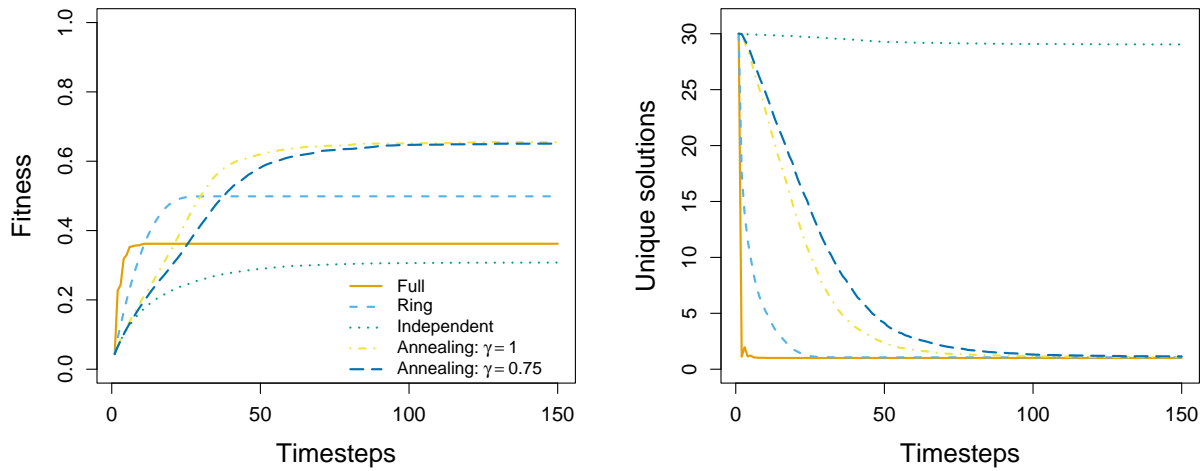 Fitness
1.0
0.8
0.6
0.4
0.2
0.0
Full
Ring
Independent
Annealing: γ = 1
Annealing: γ = 0.75
0
50
100
150
Timesteps
Unique solutions
30
25
20
15
10
5
0
0
50
100
150
Timesteps